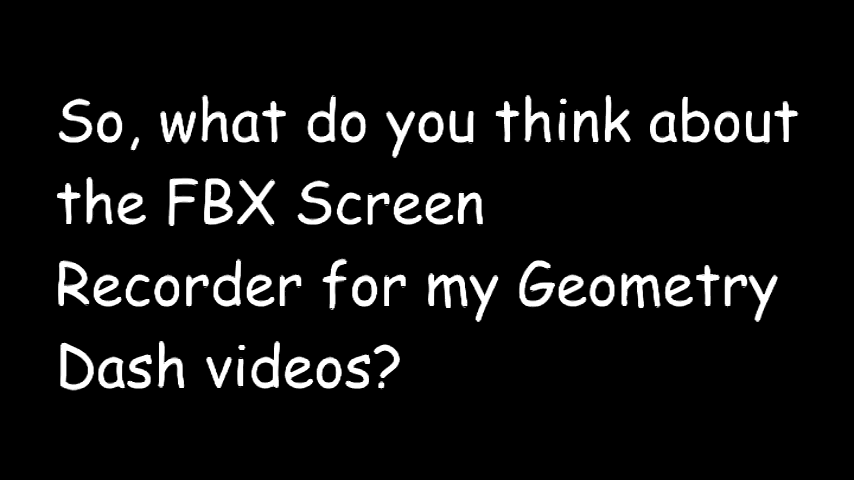 So, what do you think about
the FBX Screen
Recorder for my Geometry
Dash videos?